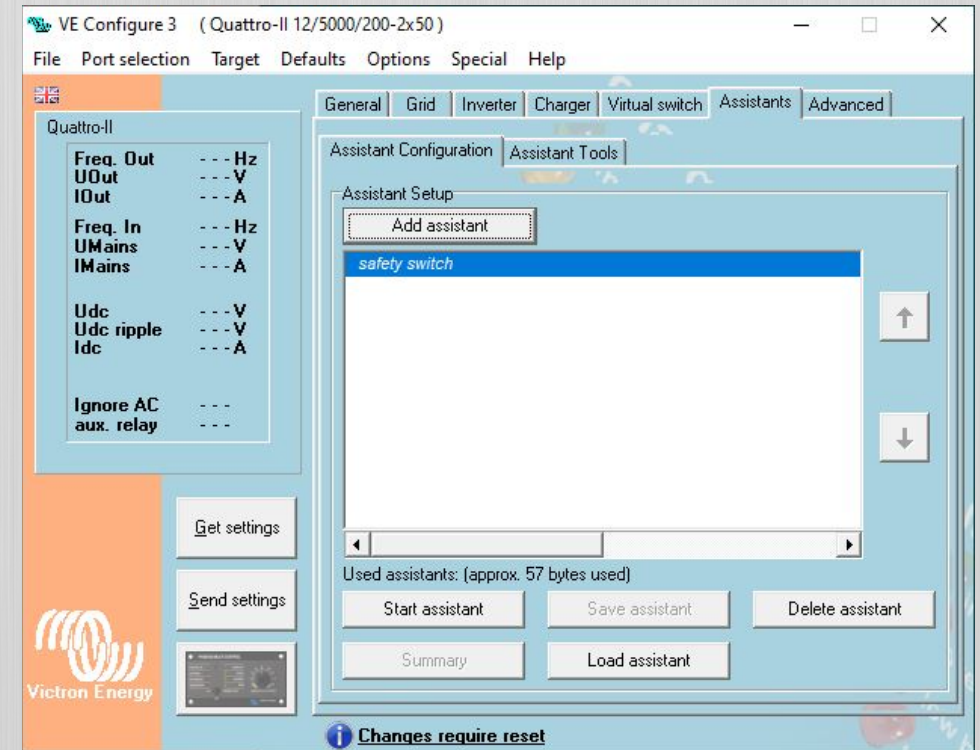 VE Configure 3 ( Quattro-II 12/5000/200-2x50 )
File Port selection Target Defaults Options Special Help
General Grid Inverter Charger Virtual switch Assistants Advanced
Quattro-II
Assistant Configuration Assistant Tools
Freq. Out - - - Hz
UOut - - - V
IOut - - - A
Freq. In - - - Hz
UMains - - - V
IMains - - - A
Udc - - - V
Udc ripple - - - V
Idc - - - A
Ignore AC - - -
aux. relay - - -
Assistant Setup
Add assistant
safety switch
Used assistants: (approx. 57 bytes used)
Start assistant Save assistant Delete assistant
Summary Load assistant
Get settings
Send settings
Victron Energy
Changes require reset